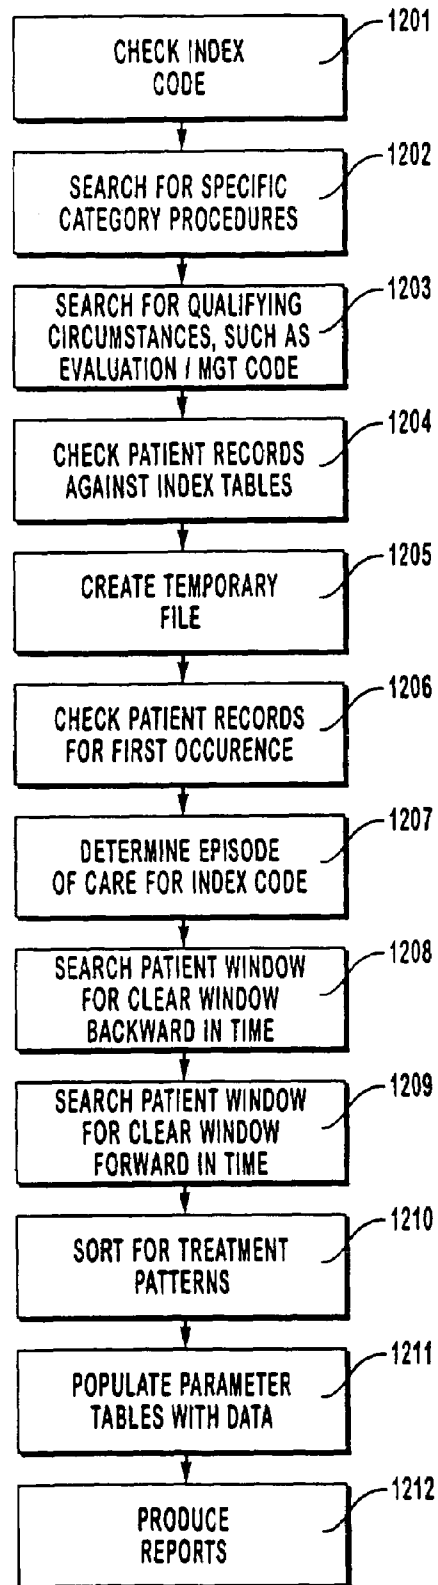 1201
CHECK INDEX
CODE
1202
SEARCH FOR SPECIFIC
CATEGORY PROCEDURES
1203
SEARCH FOR QUALIFYING
CIRCUMSTANCES, SUCH AS
EVALUATION / MGT CODE
1204
CHECK PATIENT RECORDS
AGAINST INDEX TABLES
1205
CREATE TEMPORARY
FILE
1206
CHECK PATIENT RECORDS
FOR FIRST OCCURENCE
1207
DETERMINE EPISODE
OF CARE FOR INDEX CODE
1208
SEARCH PATIENT WINDOW
FOR CLEAR WINDOW
BACKWARD IN TIME
1209
SEARCH PATIENT WINDOW
FOR CLEAR WINDOW
FORWARD IN TIME
1210
SORT FOR TREATMENT
PATTERNS
1211
POPULATE PARAMETER
TABLES WITH DATA
1212
PRODUCE
REPORTS